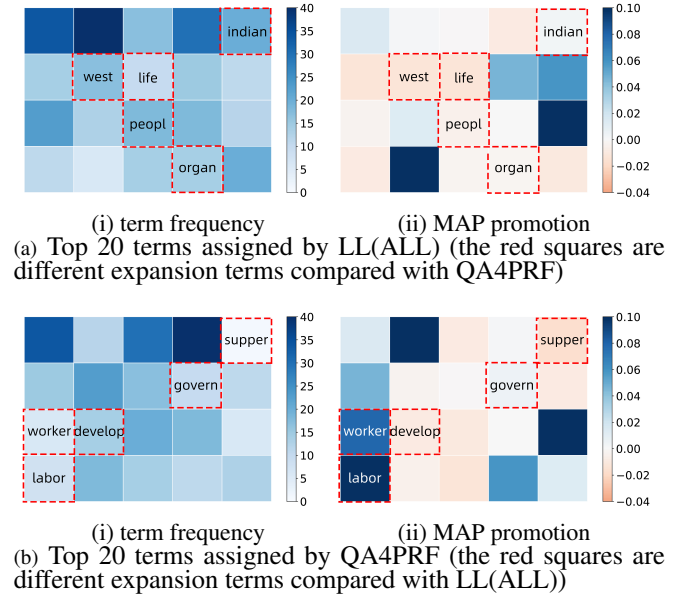 indian
west life
peopl
organ
40
35
30
25
20
15
10
5
0
indian
west life
peopl
organ
0.10
0.08
0.06
0.04
0.02
0.00
−0.02
−0.04
(i) term frequency (ii) MAP promotion
(a) Top 20 terms assigned by LL(ALL) (the red squares are
different expansion terms compared with QA4PRF)
supper
govern
worker develop
labor
40
35
30
25
20
15
10
5
0
supper
govern
worker develop
labor
0.10
0.08
0.06
0.04
0.02
0.00
−0.02
−0.04
(i) term frequency (ii) MAP promotion
(b) Top 20 terms assigned by QA4PRF (the red squares are
different expansion terms compared with LL(ALL))